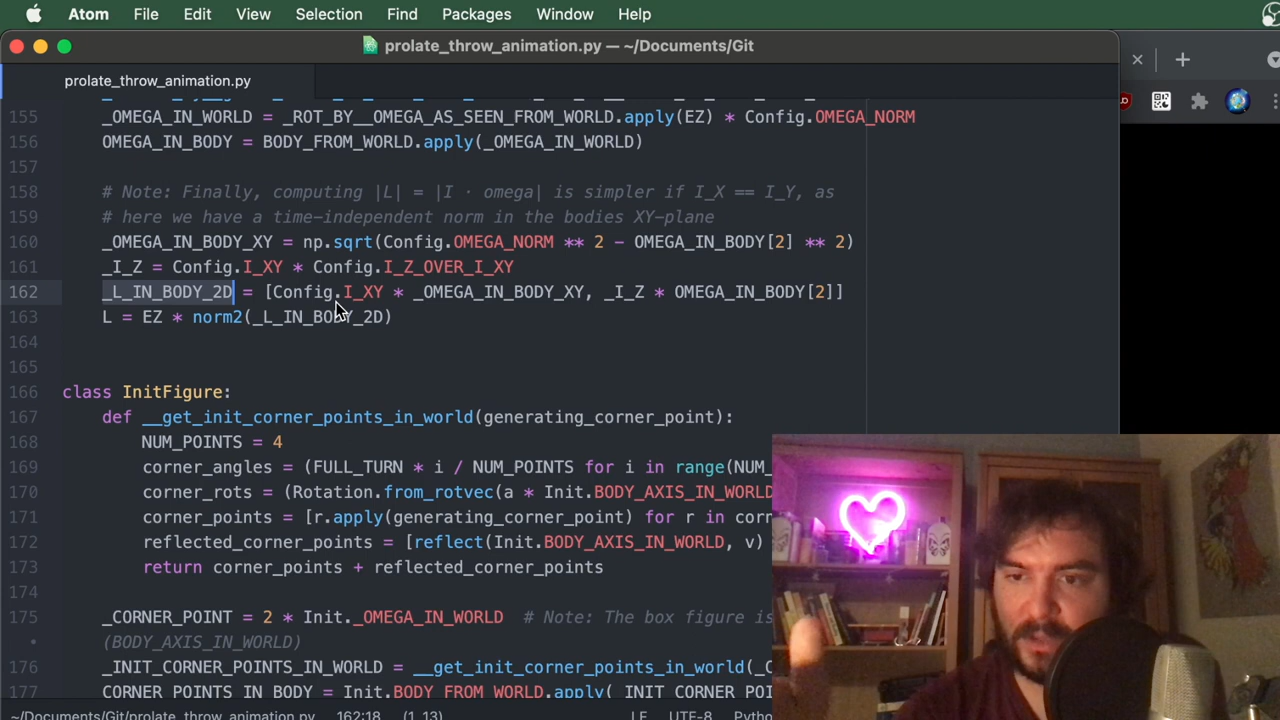 Atom File Edit View Selection Find Packages Window Help
prolate_throw_animation.py — ~/Documents/Git
prolate_throw_animation.py
155 _OMEGA_IN_WORLD = _ROT_BY__OMEGA_AS_SEEN_FROM_WORLD.apply(EZ) * Config.OMEGA_NORM
156 OMEGA_IN_BODY = BODY_FROM_WORLD.apply(_OMEGA_IN_WORLD)
157
158 # Note: Finally, computing |L| = |I · omega| is simpler if I_X == I_Y, as
159 # here we have a time-independent norm in the bodies XY-plane
160 _OMEGA_IN_BODY_XY = np.sqrt(Config.OMEGA_NORM ** 2 - OMEGA_IN_BODY[2] ** 2)
161 _I_Z = Config.I_XY * Config.I_Z_OVER_I_XY
162 _L_IN_BODY_2D = [Config.I_XY * _OMEGA_IN_BODY_XY, _I_Z * OMEGA_IN_BODY[2]]
163 L = EZ * norm2(_L_IN_BODY_2D)
164
165
166 class InitFigure:
167 def __get_init_corner_points_in_world(generating_corner_point):
168 NUM_POINTS = 4
169 corner_angles = (FULL_TURN * i / NUM_POINTS for i in range(NUM_
170 corner_rots = (Rotation.from_rotvec(a * Init.BODY_AXIS_IN_WORLD
171 corner_points = [r.apply(generating_corner_point) for r in corn
172 reflected_corner_points = [reflect(Init.BODY_AXIS_IN_WORLD, v)
173 return corner_points + reflected_corner_points
174
175 _CORNER_POINT = 2 * Init._OMEGA_IN_WORLD # Note: The box figure is
• (BODY_AXIS_IN_WORLD)
176 _INIT_CORNER_POINTS_IN_WORLD = __get_init_corner_points_in_world(_C
177 CORNER_POINTS_IN_BODY = Init.BODY_FROM_WORLD.apply(_INIT_CORNER_POI
~/Documents/Git/prolate_throw_animation.py 162:18 (1, 13) LF UTF-8 Python